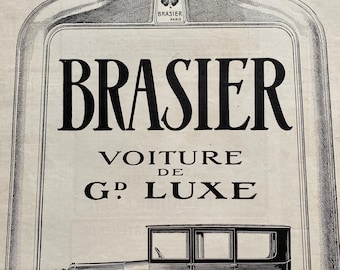 BRASIER
PARIS
BRASIER
VOITURE
DE
GD. LUXE